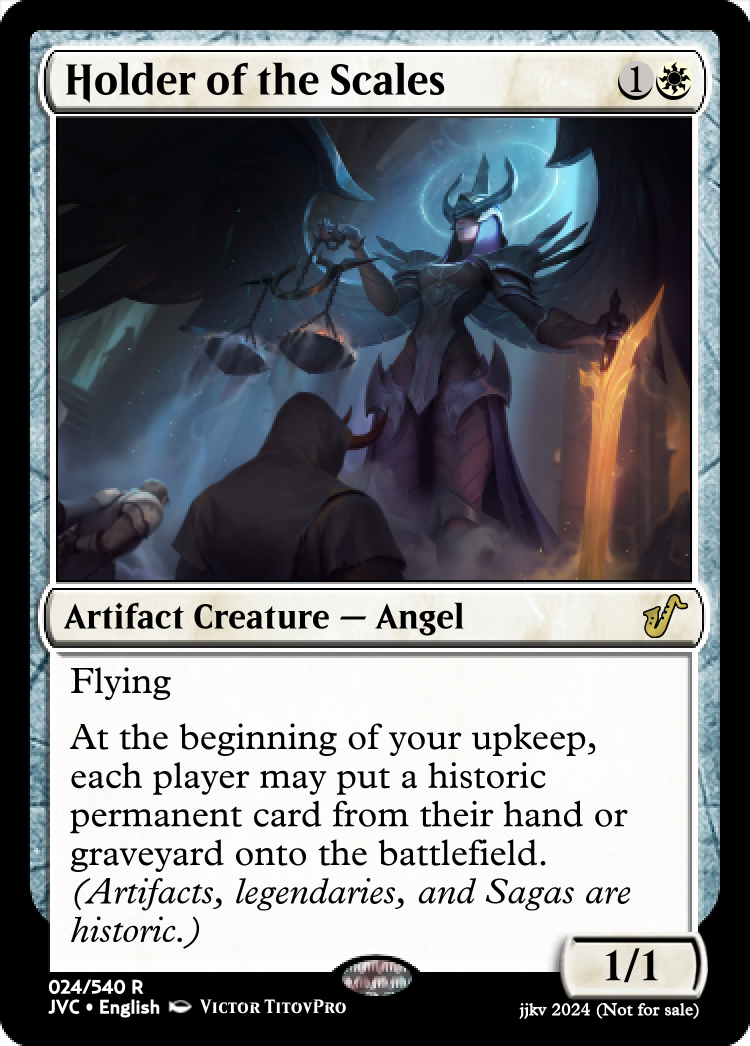 Holder of the Scales 1
Artifact Creature — Angel
Flying
At the beginning of your upkeep,
each player may put a historic
permanent card from their hand or
graveyard onto the battlefield.
(Artifacts, legendaries, and Sagas are
historic.)
1/1
024/540 R
JVC • English Victor TitovPro
jjkv 2024 (Not for sale)